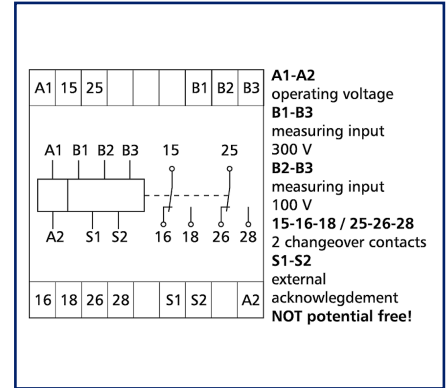 A1 15 25 B1 B2 B3
A1 B1 B2 B3 15 25
A2 S1 S2 16 18 26 28
16 18 26 28 S1 S2 A2
A1-A2
operating voltage
B1-B3
measuring input
300 V
B2-B3
measuring input
100 V
15-16-18 / 25-26-28
2 changeover contacts
S1-S2
external
acknowlegdement
NOT potential free!